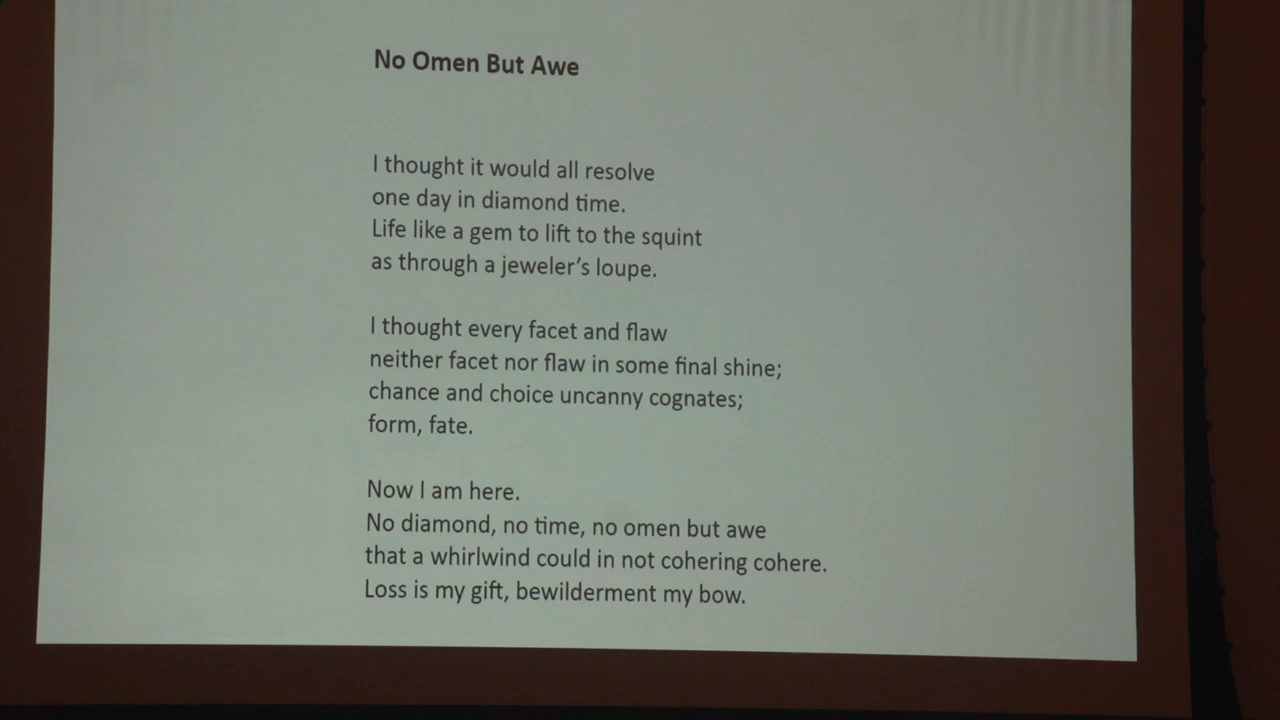 No Omen But Awe
I thought it would all resolve
one day in diamond time.
Life like a gem to lift to the squint
as through a jeweler’s loupe.
I thought every facet and flaw
neither facet nor flaw in some final shine;
chance and choice uncanny cognates;
form, fate.
Now I am here.
No diamond, no time, no omen but awe
that a whirlwind could in not cohering cohere.
Loss is my gift, bewilderment my bow.